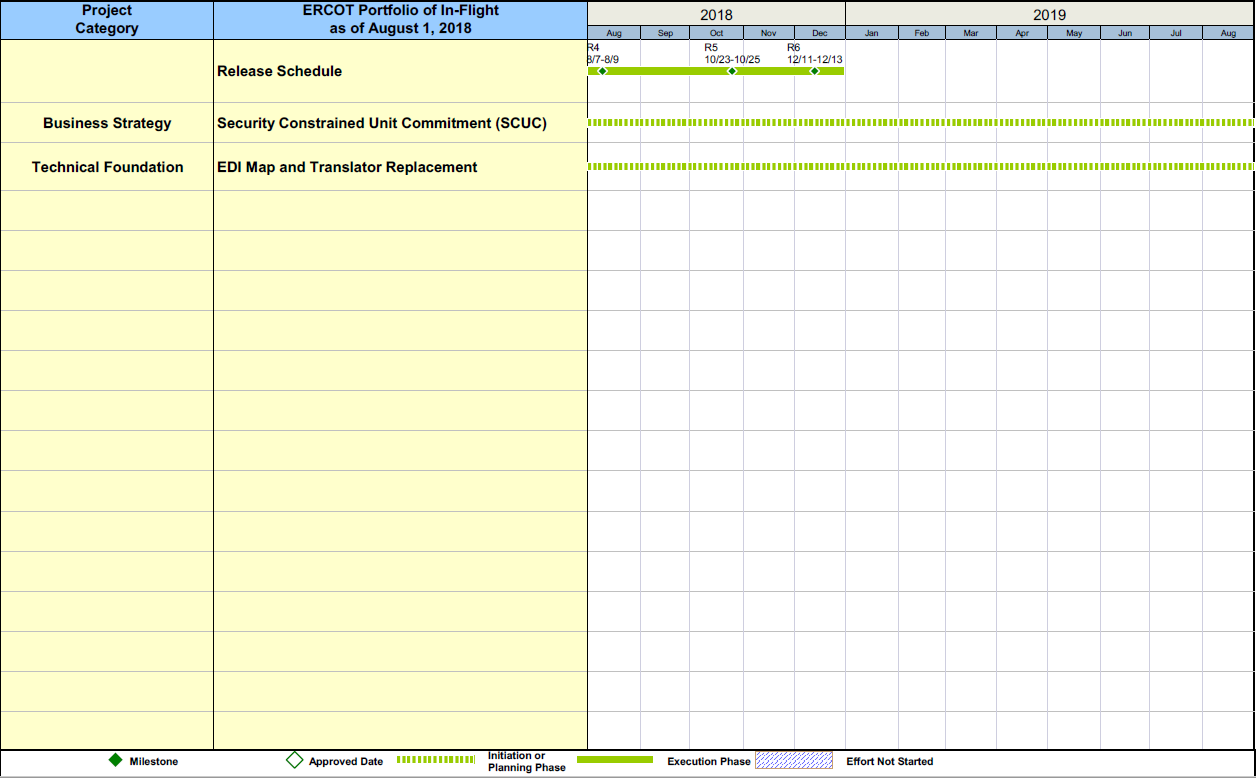 Project
Category
ERCOT Portfolio of In-Flight
as of August 1, 2018
2018
2019
Aug Sep Oct Nov Dec Jan Feb Mar Apr May Jun Jul Aug
R4
8/7-8/9
R5
10/23-10/25
R6
12/11-12/13
Release Schedule
Business Strategy
Security Constrained Unit Commitment (SCUC)
Technical Foundation
EDI Map and Translator Replacement
Milestone
Approved Date
Initiation or
Planning Phase
Execution Phase
Effort Not Started